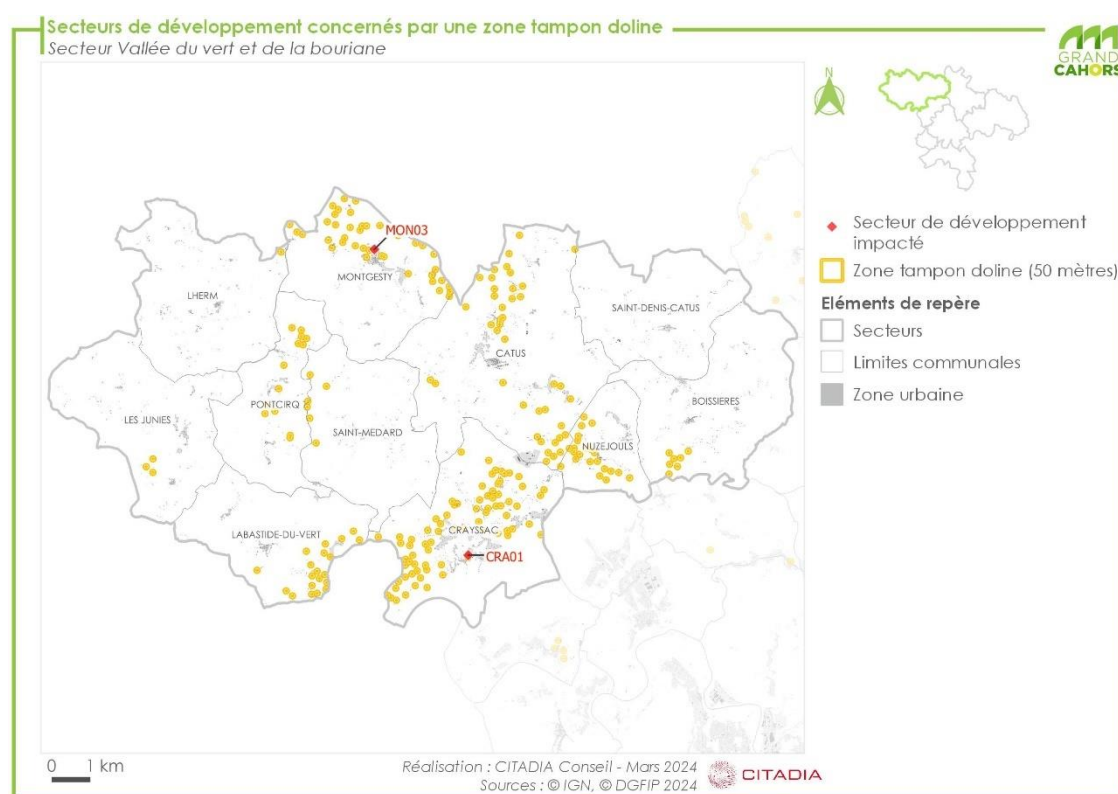 Secteurs de développement concernés par une zone tampon doline
Secteur Vallée du vert et de la bouriane
GRAND
CAHORS
N
MON03
MONTGESTY
LHERM
SAINT-DENIS-CATUS
CATUS
LES JUNIES
PONTCIRQ
SAINT-MEDARD
BOISSIERES
NUZEJOULS
LABASTIDE-DU-VERT
CRAYSSAC
CRA01
Secteur de développement
impacté
Zone tampon doline (50 mètres)
Eléments de repère
Secteurs
Limites communales
Zone urbaine
0 1 km
Réalisation : CITADIA Conseil - Mars 2024
Sources : © IGN, © DGFIP 2024
CITADIA